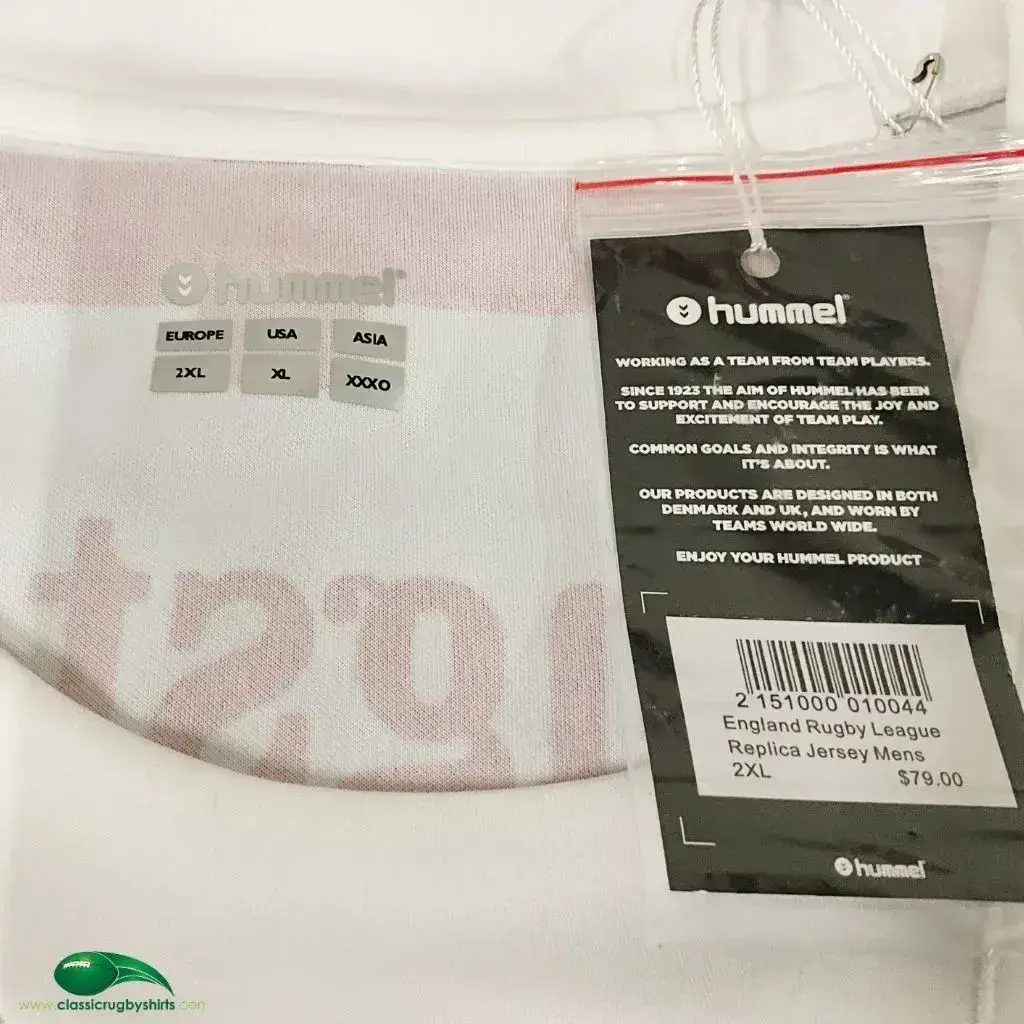 hummel
EUROPE USA ASIA
2XL XL XXXO
hummel
WORKING AS A TEAM FROM TEAM PLAYERS.
SINCE 1923 THE AIM OF HUMMEL HAS BEEN
TO SUPPORT AND ENCOURAGE THE JOY AND
EXCITEMENT OF TEAM PLAY.
COMMON GOALS AND INTEGRITY IS WHAT
IT'S ABOUT.
OUR PRODUCTS ARE DESIGNED IN BOTH
DENMARK AND UK, AND WORN BY
TEAMS WORLD WIDE.
ENJOY YOUR HUMMEL PRODUCT
2 151000 010044
England Rugby League
Replica Jersey Mens
2XL $79.00
hummel
www.classicrugbyshirts.com